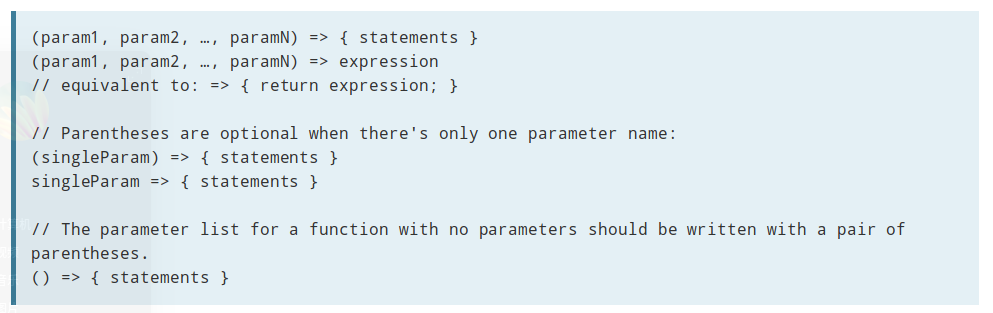 (param1, param2, …, paramN) => { statements }
(param1, param2, …, paramN) => expression
// equivalent to: => { return expression; }
// Parentheses are optional when there's only one parameter name:
(singleParam) => { statements }
singleParam => { statements }
// The parameter list for a function with no parameters should be written with a pair of
parentheses.
() => { statements }